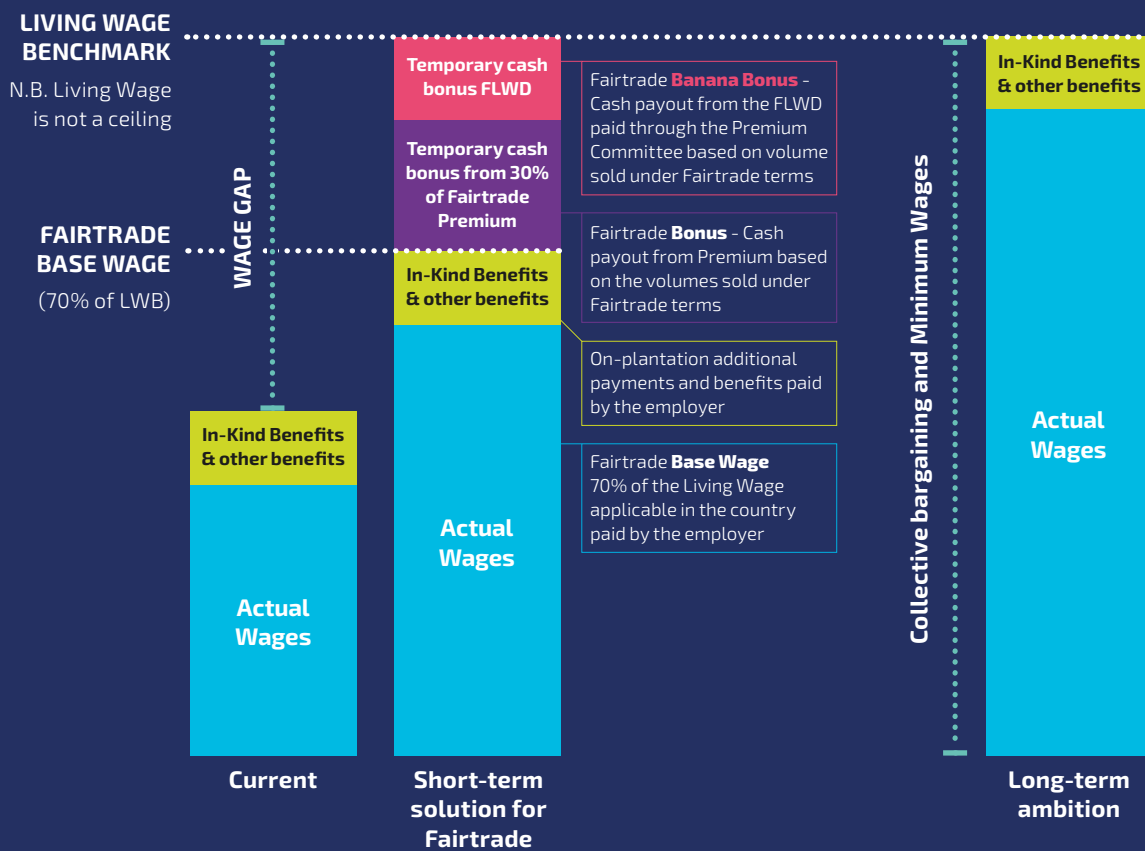 LIVING WAGE
BENCHMARK
N.B. Living Wage
is not a ceiling
FAIRTRADE
BASE WAGE
(70% of LWB)
WAGE GAP
In-Kind Benefits
& other benefits
Actual
Wages
Current
Temporary cash
bonus FLWD
Temporary cash
bonus from 30%
of Fairtrade
Premium
In-Kind Benefits
& other benefits
Actual
Wages
Short-term
solution for
Fairtrade
Fairtrade Banana Bonus -
Cash payout from the FLWD
paid through the Premium
Committee based on volume
sold under Fairtrade terms
Fairtrade Bonus - Cash
payout from Premium based
on the volumes sold under
Fairtrade terms
On-plantation additional
payments and benefits paid
by the employer
Fairtrade Base Wage
70% of the Living Wage
applicable in the country
paid by the employer
Collective bargaining and Minimum Wages
In-Kind Benefits
& other benefits
Actual
Wages
Long-term
ambition